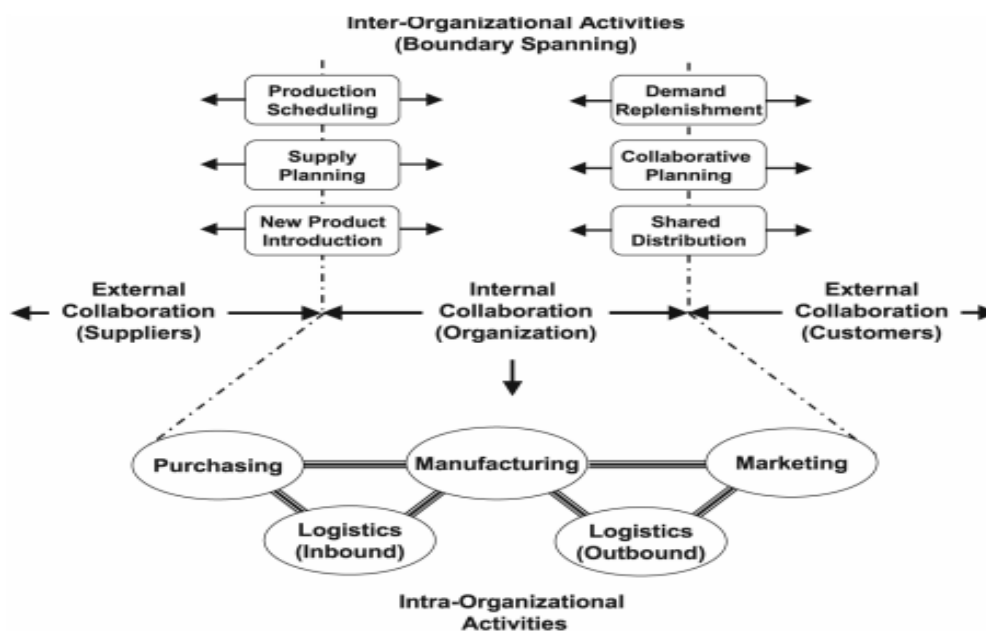 Inter-Organizational Activities
(Boundary Spanning)
Production
Scheduling
Demand
Replenishment
Supply
Planning
Collaborative
Planning
New Product
Introduction
Shared
Distribution
External
Collaboration
(Suppliers)
Internal
Collaboration
(Organization)
External
Collaboration
(Customers)
Purchasing
Manufacturing
Marketing
Logistics
(Inbound)
Logistics
(Outbound)
Intra-Organizational
Activities